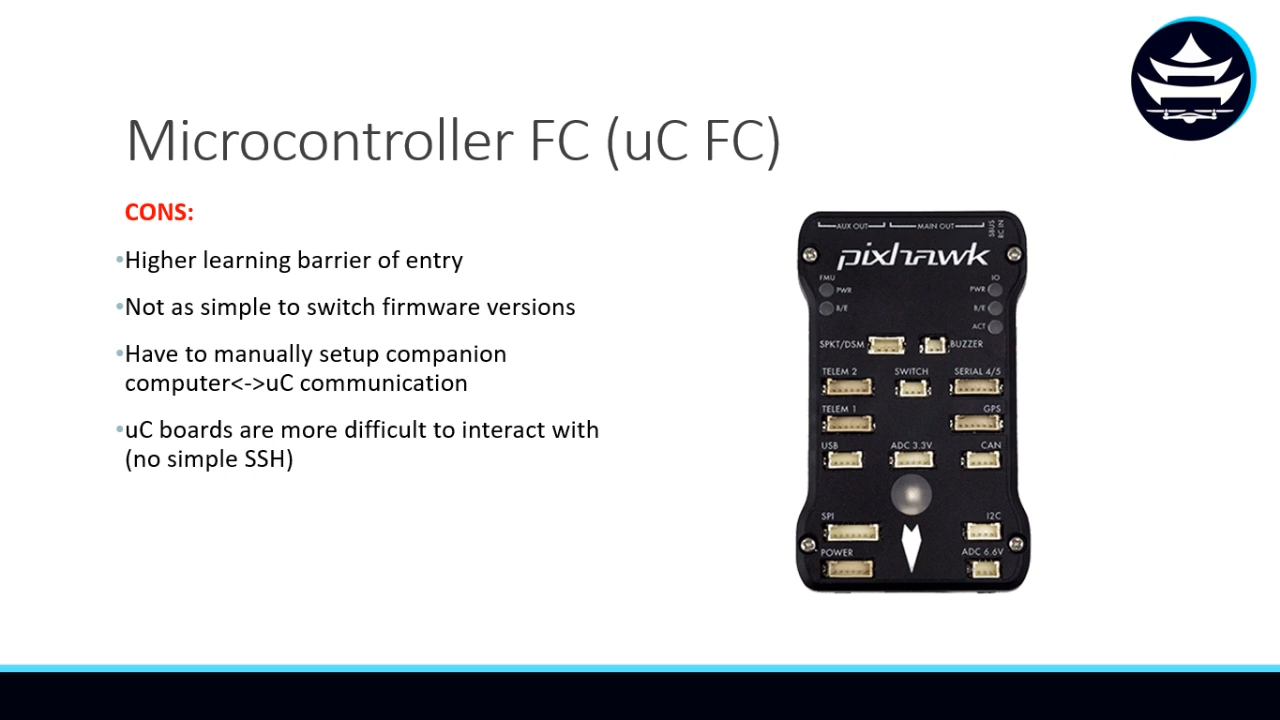 Microcontroller FC (uC FC)
CONS:
•Higher learning barrier of entry
•Not as simple to switch firmware versions
•Have to manually setup companion
computer<->uC communication
•uC boards are more difficult to interact with
(no simple SSH)
AUX OUT
MAIN OUT
SBUS
RC IN
pixhawk
FMU
IO
PWR
PWR
B/E
B/E
ACT
SPKT/DSM
BUZZER
TELEM 2
SWITCH
SERIAL 4/5
TELEM 1
GPS
USB
ADC 3.3V
CAN
SPI
I2C
POWER
ADC 6.6V